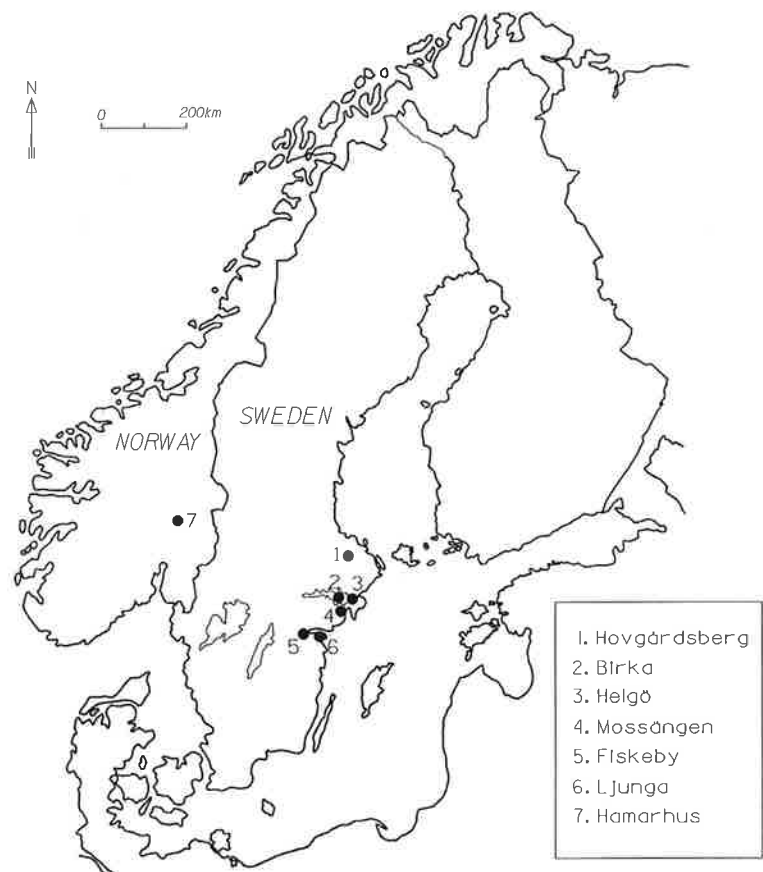 N
0 200km
NORWAY
SWEDEN
7
1
2 3
4
5 6
1. Hovgårdsberg
2. Birka
3. Helgö
4. Mossängen
5. Fiskeby
6. Ljunga
7. Hamarhus